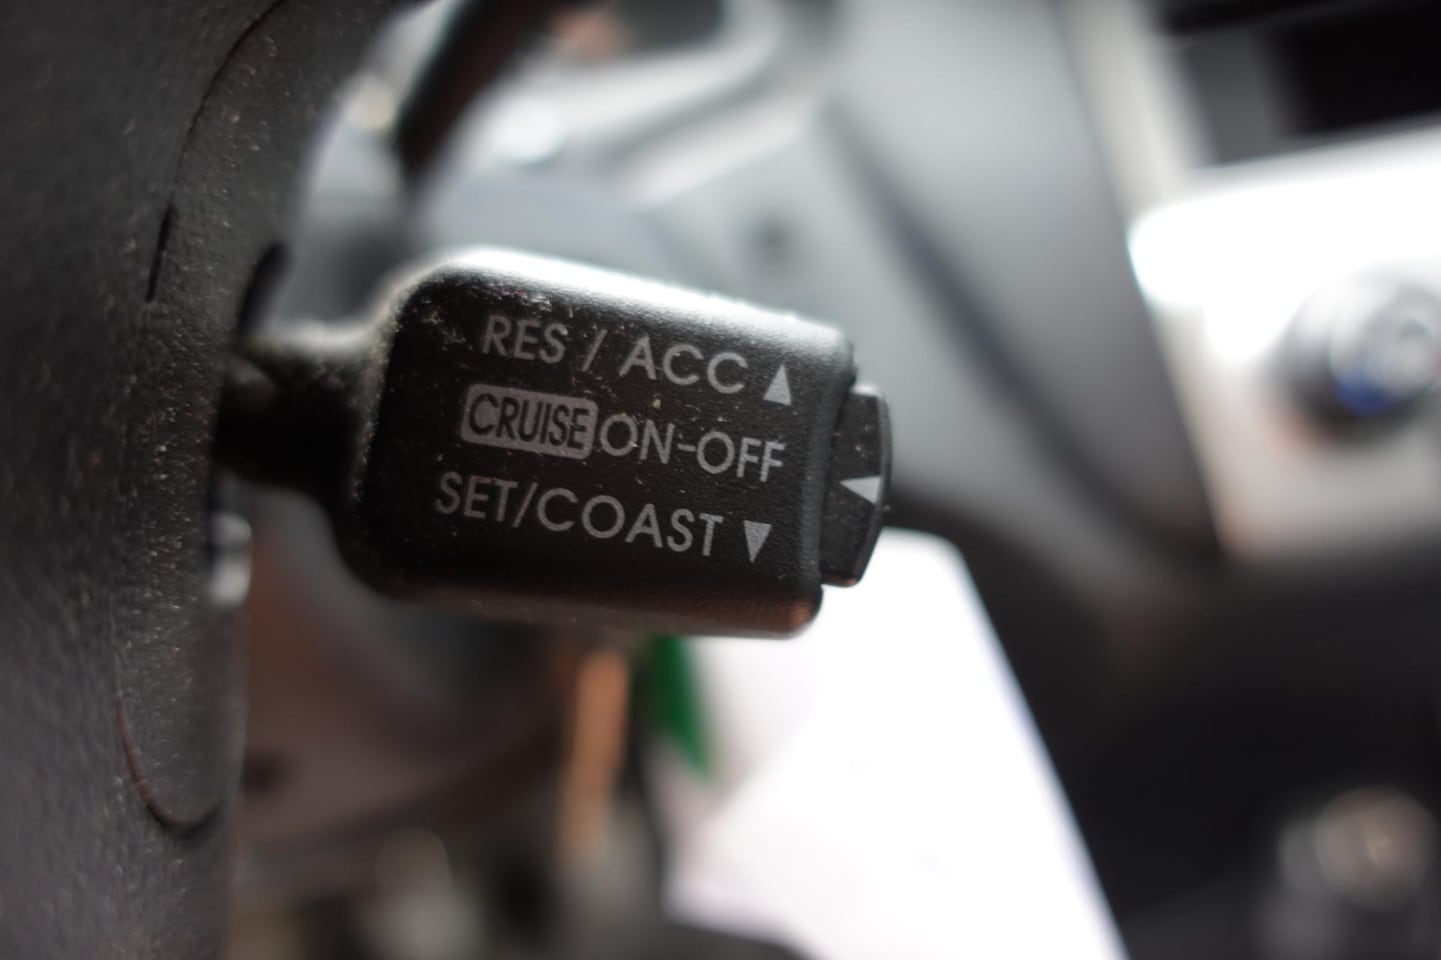 RES / ACC ▲
CRUISE ON-OFF ◀
SET/COAST ▼